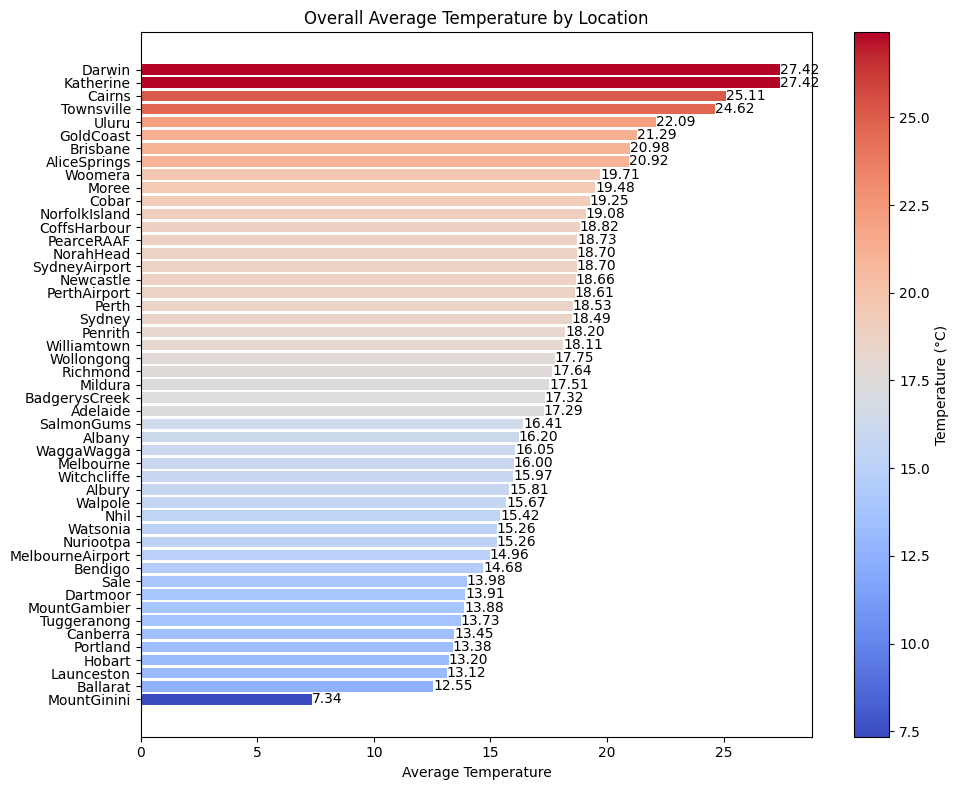 Overall Average Temperature by Location
Darwin 27.42
Katherine 27.42
Cairns 25.11
Townsville 24.62
Uluru 22.09
GoldCoast 21.29
Brisbane 20.98
AliceSprings 20.92
Woomera 19.71
Moree 19.48
Cobar 19.25
NorfolkIsland 19.08
CoffsHarbour 18.82
PearceRAAF 18.73
NorahHead 18.70
SydneyAirport 18.70
Newcastle 18.66
PerthAirport 18.61
Perth 18.53
Sydney 18.49
Penrith 18.20
Williamtown 18.11
Wollongong 17.75
Richmond 17.64
Mildura 17.51
BadgerysCreek 17.32
Adelaide 17.29
SalmonGums 16.41
Albany 16.20
WaggaWagga 16.05
Melbourne 16.00
Witchcliffe 15.97
Albury 15.81
Walpole 15.67
Nhil 15.42
Watsonia 15.26
Nuriootpa 15.26
MelbourneAirport 14.96
Bendigo 14.68
Sale 13.98
Dartmoor 13.91
MountGambier 13.88
Tuggeranong 13.73
Canberra 13.45
Portland 13.38
Hobart 13.20
Launceston 13.12
Ballarat 12.55
MountGinini 7.34
0 5 10 15 20 25
Average Temperature
25.0
22.5
20.0
17.5
15.0
12.5
10.0
7.5
Temperature (°C)